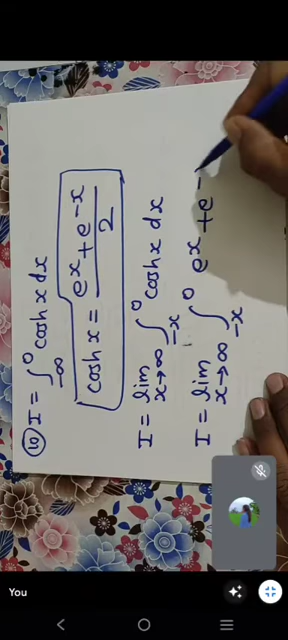 ⑩ I = ∫_{-∞}^{0} cosh x dx
cosh x = (e^x + e^{-x}) / 2
I = lim_{x→∞} ∫_{-x}^{0} cosh x dx
I = lim_{x→∞} ∫_{-x}^{0} e^x + e^-
You